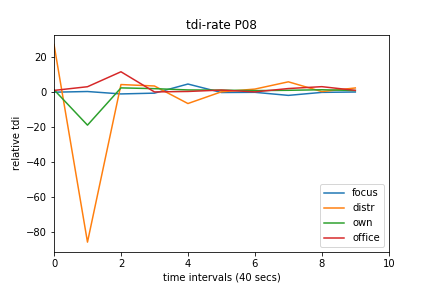 tdi-rate P08
relative tdi
20
0
−20
−40
−60
−80
0 2 4 6 8 10
time intervals (40 secs)
focus
distr
own
office